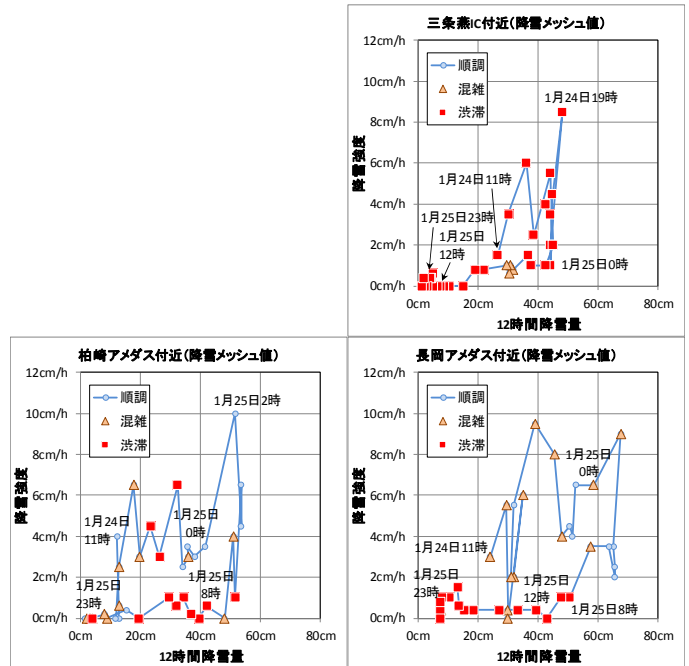 三条燕IC付近(降雪メッシュ値)
12cm/h
10cm/h
8cm/h
6cm/h
4cm/h
2cm/h
0cm/h
降雪強度
順調
混雑
渋滞
1月24日19時
1月24日11時
1月25日23時
1月25日
12時
1月25日0時
0cm
20cm
40cm
60cm
80cm
12時間降雪量
柏崎アメダス付近(降雪メッシュ値)
12cm/h
10cm/h
8cm/h
6cm/h
4cm/h
2cm/h
0cm/h
降雪強度
順調
混雑
渋滞
1月25日2時
1月24日
11時
1月25日
0時
1月25日
23時
1月25日
8時
0cm
20cm
40cm
60cm
80cm
12時間降雪量
長岡アメダス付近(降雪メッシュ値)
12cm/h
10cm/h
8cm/h
6cm/h
4cm/h
2cm/h
0cm/h
降雪強度
順調
混雑
渋滞
1月25日
0時
1月24日11時
1月25日
23時
1月25日
12時
1月25日8時
0cm
20cm
40cm
60cm
80cm
12時間降雪量